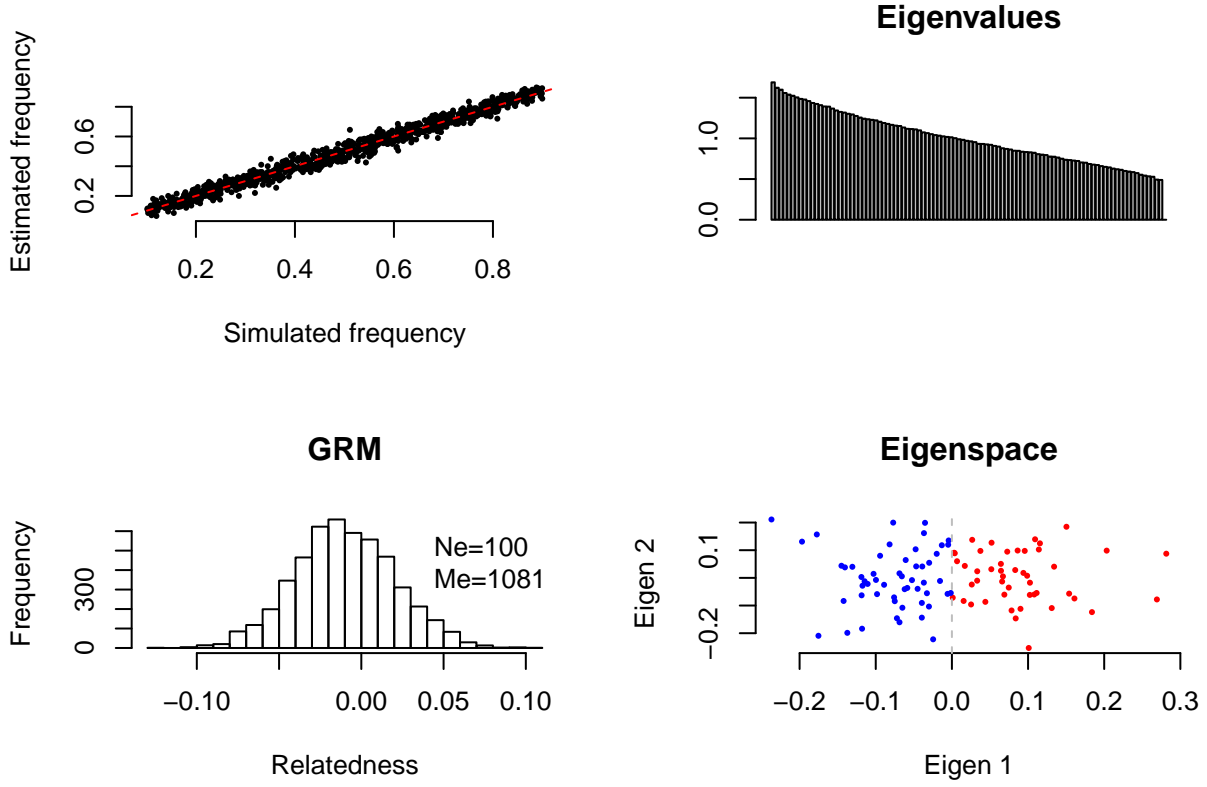 Estimated frequency
0.2 0.6
0.2 0.4 0.6 0.8
Simulated frequency
Eigenvalues
0.0 1.0
GRM
Frequency
0 300
Ne=100
Me=1081
−0.10 0.00 0.05 0.10
Relatedness
Eigenspace
Eigen 2
−0.2 0.1
−0.2 −0.1 0.0 0.1 0.2 0.3
Eigen 1